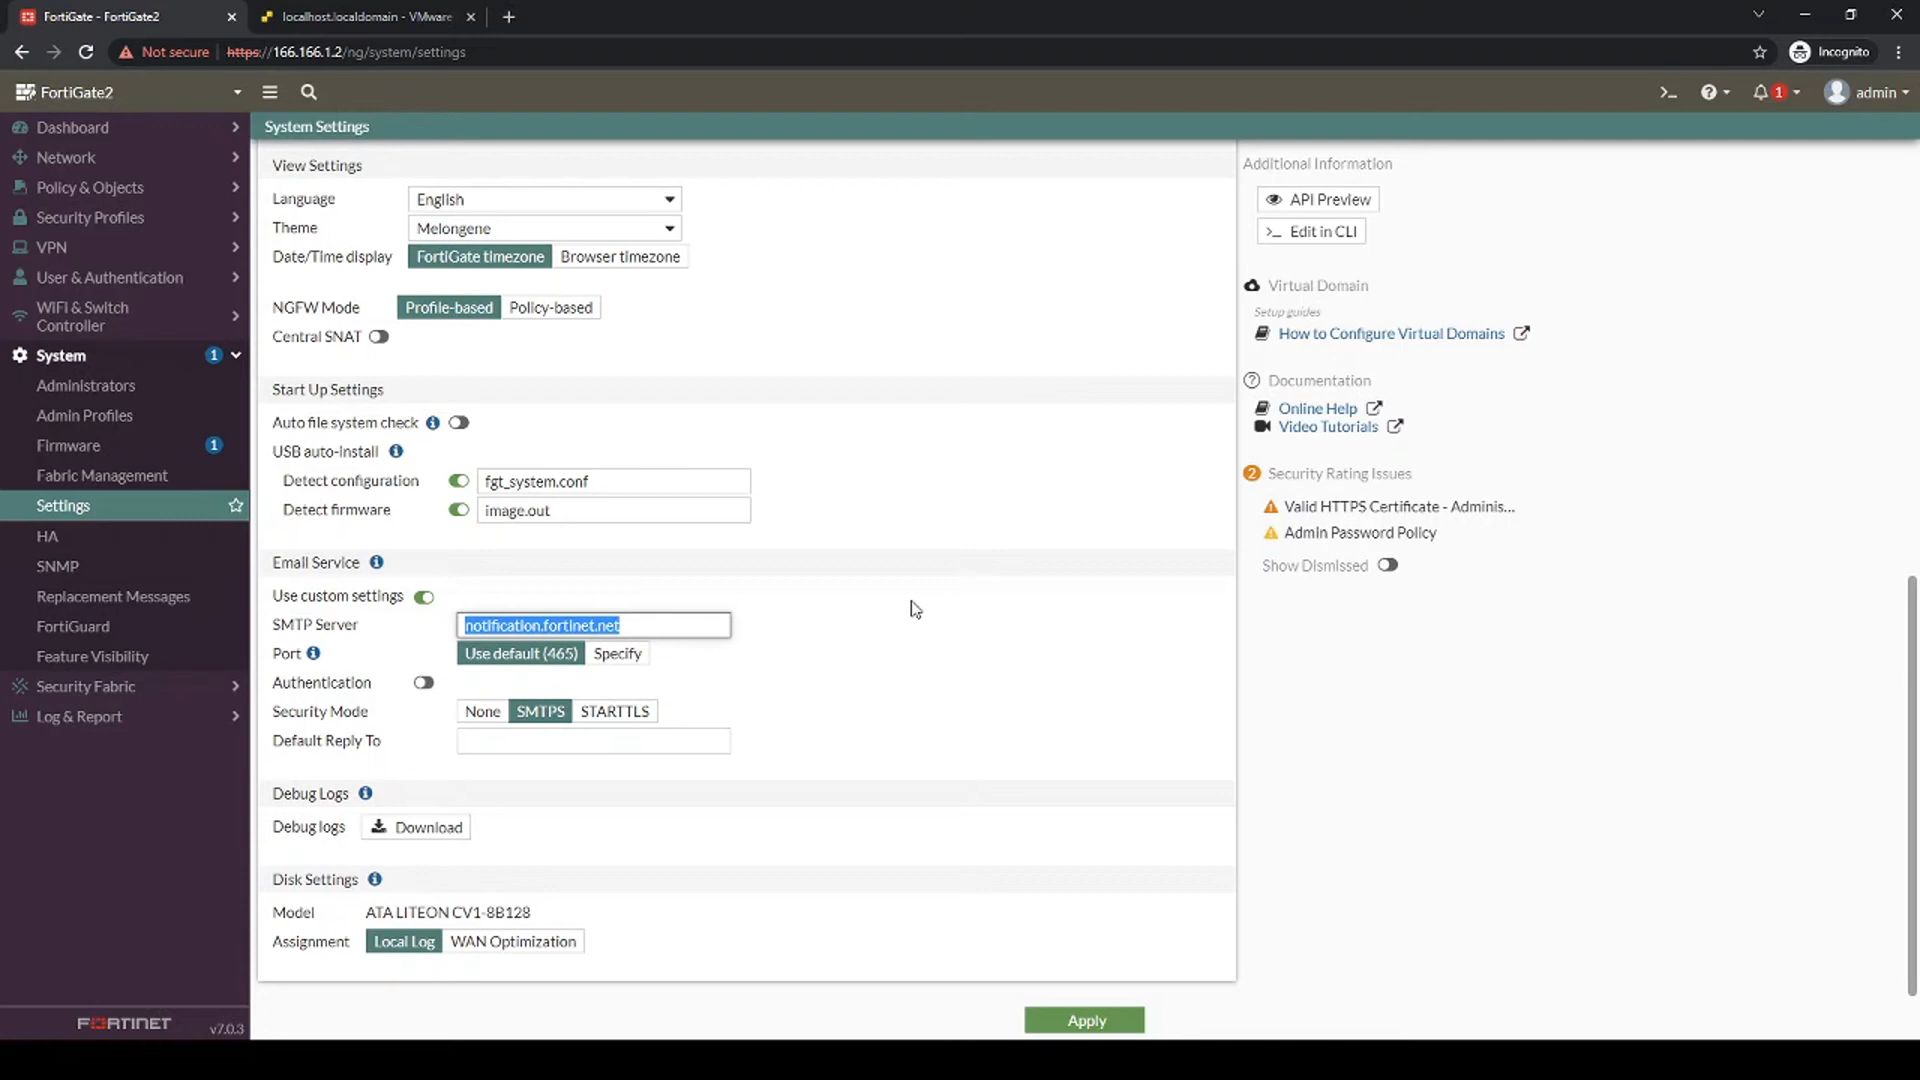 FortiGate - FortiGate2
localhost.localdomain - VMware
Not secure
https://166.166.1.2/ng/system/settings
Incognito
FortiGate2
1
admin
Dashboard
Network
Policy & Objects
Security Profiles
VPN
User & Authentication
WiFi & Switch
Controller
System 1
Administrators
Admin Profiles
Firmware 1
Fabric Management
Settings
HA
SNMP
Replacement Messages
FortiGuard
Feature Visibility
Security Fabric
Log & Report
FORTINET v7.0.3
System Settings
View Settings
Language English
Theme Melongene
Date/Time display FortiGate timezone Browser timezone
NGFW Mode Profile-based Policy-based
Central SNAT
Start Up Settings
Auto file system check
USB auto-install
Detect configuration fgt_system.conf
Detect firmware image.out
Email Service
Use custom settings
SMTP Server notification.fortinet.net
Port Use default (465) Specify
Authentication
Security Mode None SMTPS STARTTLS
Default Reply To
Debug Logs
Debug logs Download
Disk Settings
Model ATA LITEON CV1-8B128
Assignment Local Log WAN Optimization
Apply
Additional Information
API Preview
>_ Edit in CLI
Virtual Domain
Setup guides
How to Configure Virtual Domains
Documentation
Online Help
Video Tutorials
2 Security Rating Issues
Valid HTTPS Certificate - Adminis...
Admin Password Policy
Show Dismissed